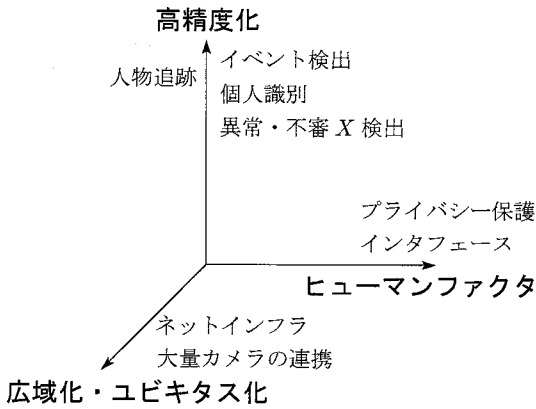 高精度化
人物追跡
イベント検出
個人識別
異常・不審 X 検出
プライバシー保護
インタフェース
ヒューマンファクタ
ネットインフラ
大量カメラの連携
広域化・ユビキタス化